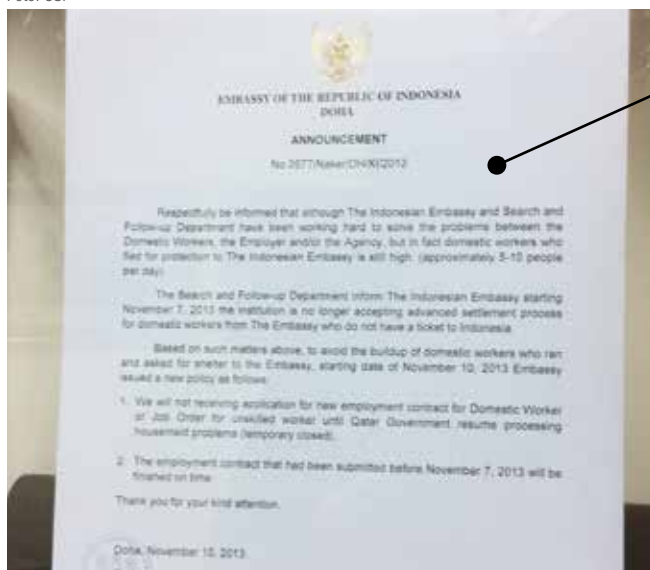 EMBASSY OF THE REPUBLIC OF INDONESIA
DOHA
ANNOUNCEMENT
Respectfully be informed that although The Indonesian Embassy and Search and
Follow-up Department have been working hard to solve the problems between the
Domestic Workers, the Employer and/or the Agency, but in fact domestic workers who
fled for protection to The Indonesian Embassy is still high. (approximately 5-10 people
per day).
The Search and Follow-up Department inform The Indonesian Embassy starting
November 7, 2013 the institution is no longer accepting advanced settlement process
for domestic workers from The Embassy who do not have a ticket to Indonesia.
Based on such matters above, to avoid the buildup of domestic workers who ran
and asked for shelter to the Embassy, starting date of November 10, 2013 Embassy
issued a new policy as follows:
1. We will not receiving application for new employment contract for Domestic Worker
or Job Order for unskilled worker until Qatar Government resume processing
housemaid problems (temporary closed).
2. The employment contract that had been submitted before November 7, 2013 will be
finished on time.
Thank you for your kind attention.
Doha, November 10, 2013